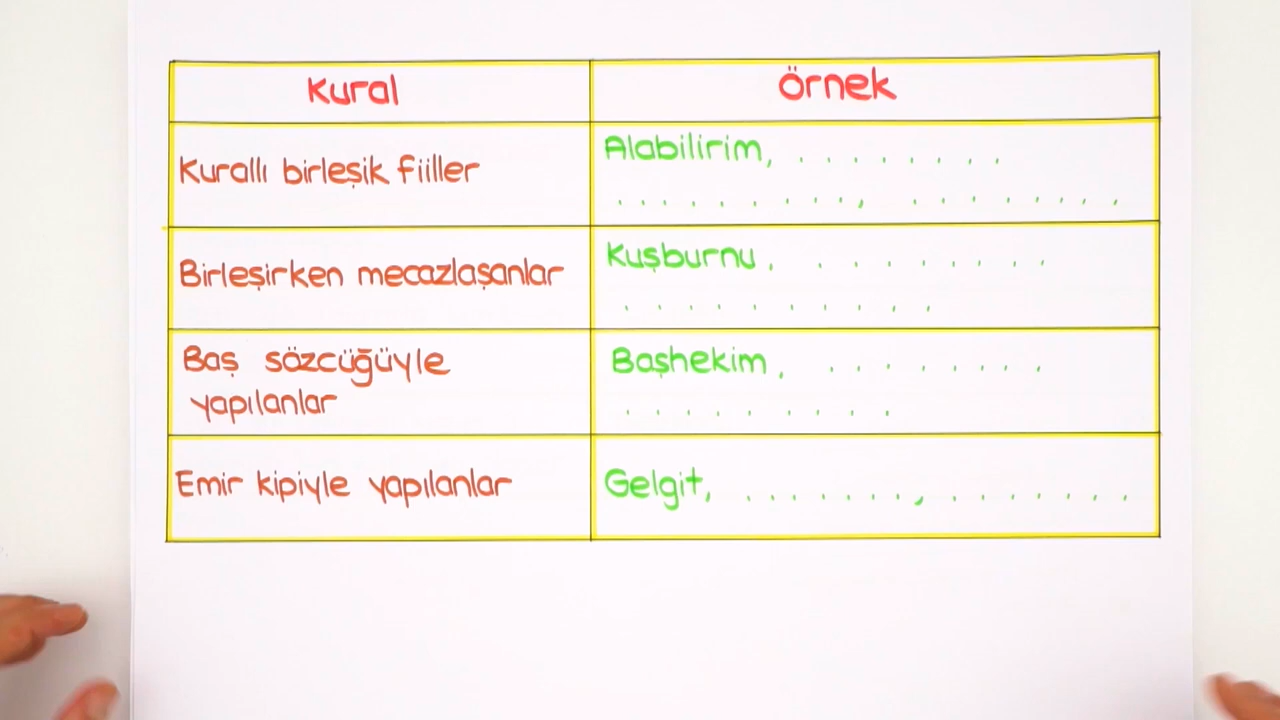 Kural
Örnek
Kurallı birleşik fiiller
Alabilirim, . . . . . . . .
. . . . . . . . . ., . . . . . . . .
Birleşirken mecazlaşanlar
Kuşburnu, . . . . . . . .
. . . . . . . . . .
Baş sözcüğüyle
yapılanlar
Başhekim, . . . . . . . .
. . . . . . . . .
Emir kipiyle yapılanlar
Gelgit, . . . . . . . , . . . . . . .